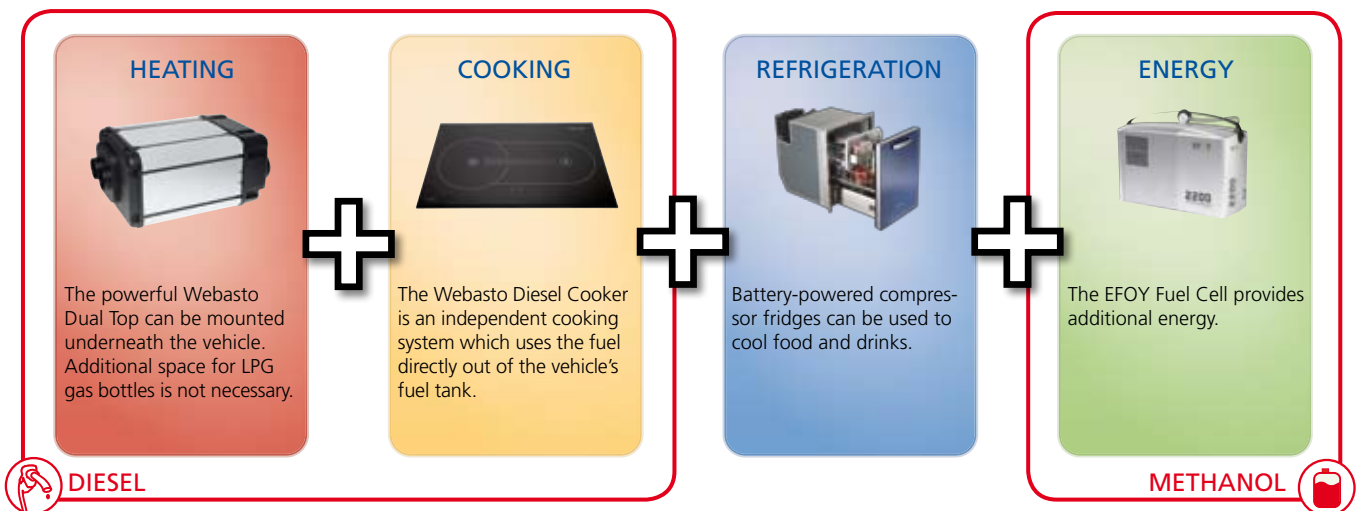 HEATING
The powerful Webasto
Dual Top can be mounted
underneath the vehicle.
Additional space for LPG
gas bottles is not necessary.
COOKING
The Webasto Diesel Cooker
is an independent cooking
system which uses the fuel
directly out of the vehicle's
fuel tank.
REFRIGERATION
Battery-powered compres-
sor fridges can be used to
cool food and drinks.
ENERGY
2200
The EFOY Fuel Cell provides
additional energy.
DIESEL
METHANOL